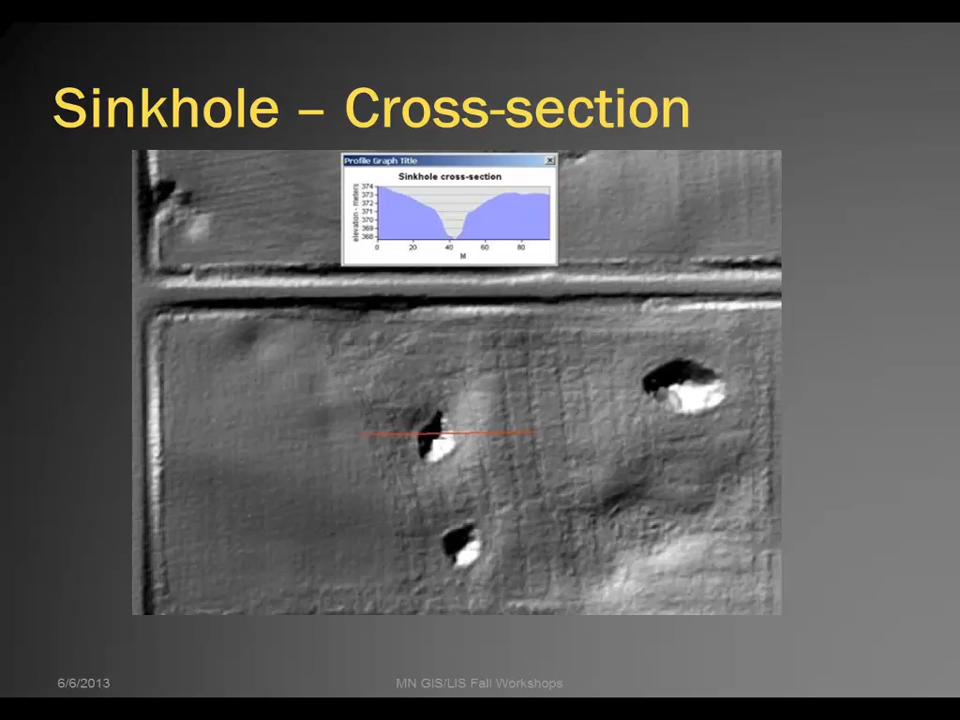 Sinkhole – Cross-section
Profile Graph Title
Sinkhole cross-section
elevation - meters
374
373
372
371
370
369
368
0 20 40 60 80
M
6/6/2013
MN GIS/LIS Fall Workshops